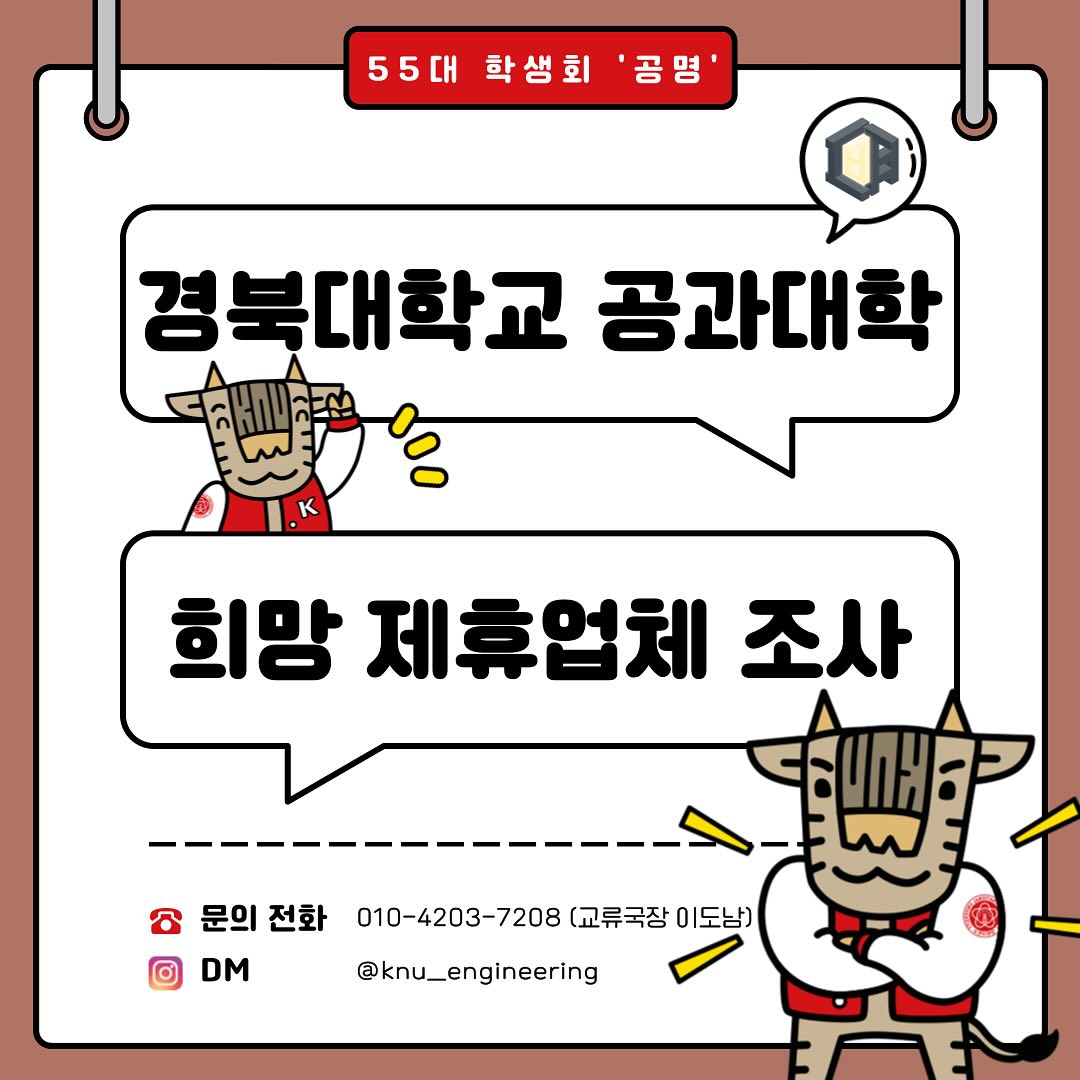 55대 학생회 '공명'
경북대학교 공과대학
KNU
.K
희망 제휴업체 조사
KNU
문의 전화 010-4203-7208 (교류국장 이도남)
DM @knu_engineering